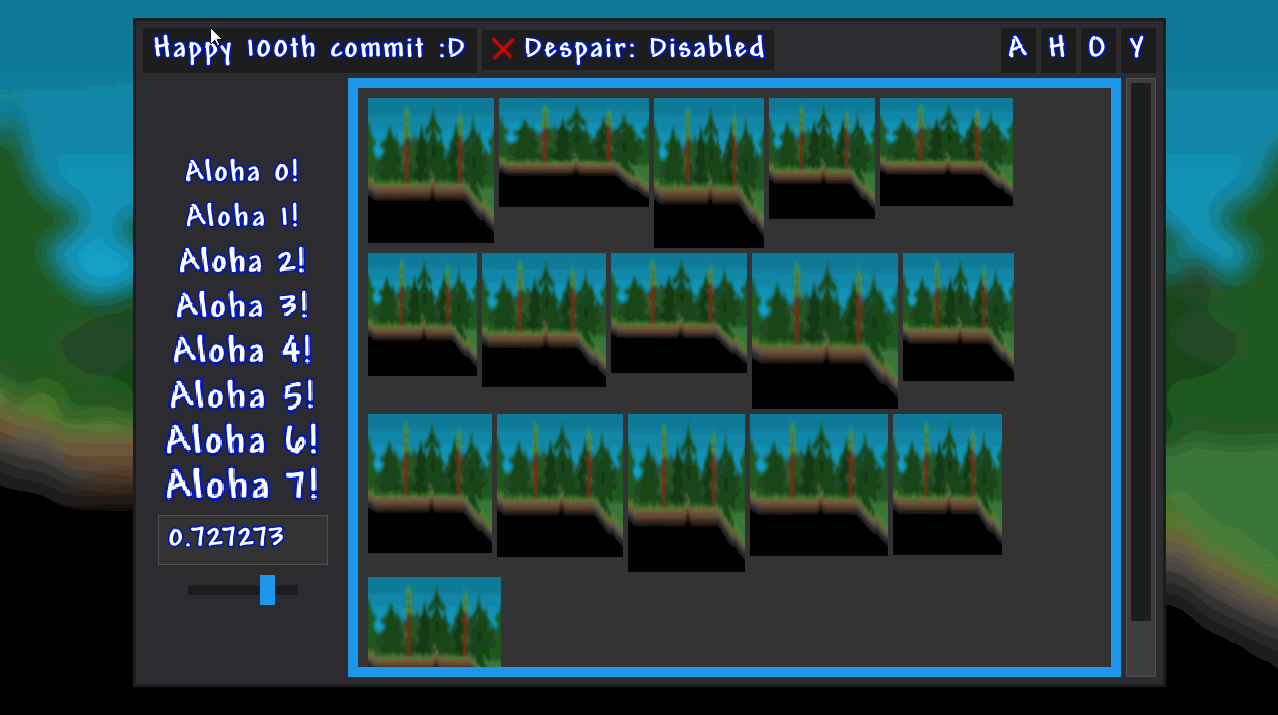 Happy 100th commit :D
Despair: Disabled
A H O Y
Aloha 0!
Aloha 1!
Aloha 2!
Aloha 3!
Aloha 4!
Aloha 5!
Aloha 6!
Aloha 7!
0.727273